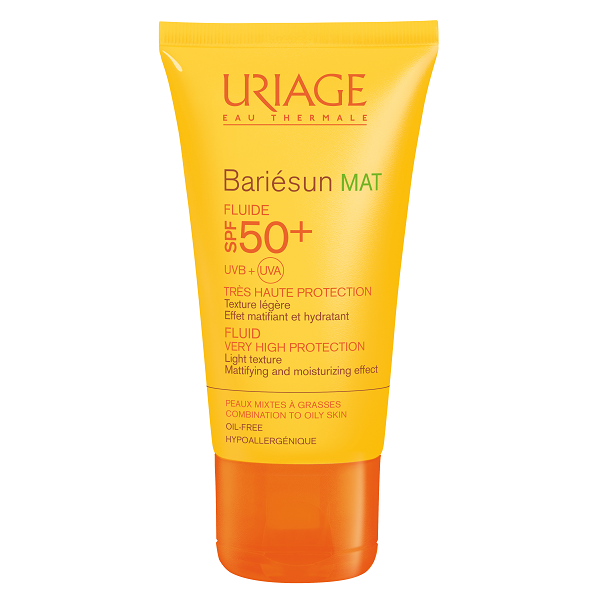 URIAGE
EAU THERMALE
Bariésun MAT
FLUIDE
SPF 50+
UVB + UVA
TRÈS HAUTE PROTECTION
Texture légère
Effet matifiant et hydratant
FLUID
VERY HIGH PROTECTION
Light texture
Mattifying and moisturizing effect
PEAUX MIXTES À GRASSES
COMBINATION TO OILY SKIN
OIL-FREE
HYPOALLERGÉNIQUE